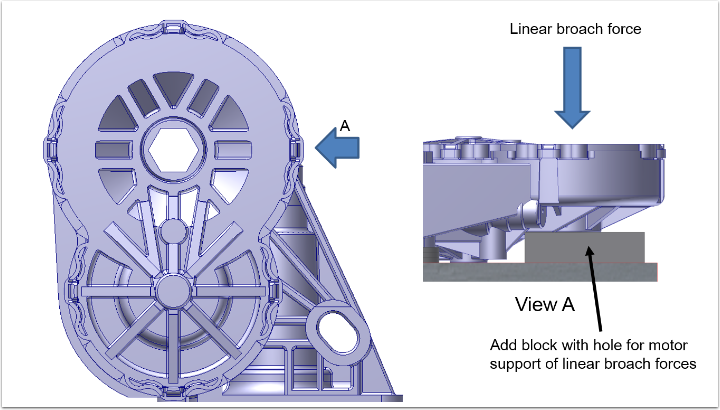 Linear broach force
A
View A
Add block with hole for motor
support of linear broach forces